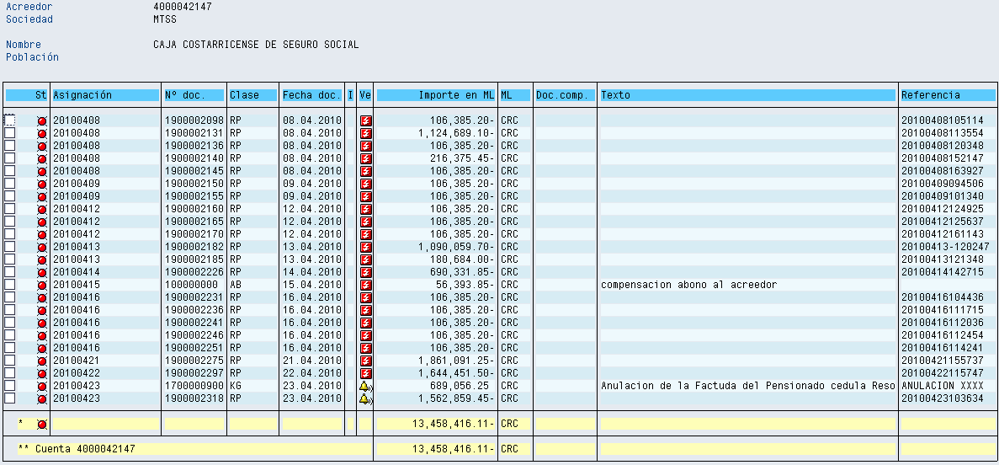 Acreedor 4000042147
Sociedad MTSS
Nombre CAJA COSTARRICENSE DE SEGURO SOCIAL
Población
St Asignación Nº doc. Clase Fecha doc. I Ve Importe en ML ML Doc.comp. Texto Referencia
20100408 1900002098 RP 08.04.2010 106,385.20- CRC 20100408105114
20100408 1900002131 RP 08.04.2010 1,124,689.10- CRC 20100408113554
20100408 1900002136 RP 08.04.2010 106,385.20- CRC 20100408120348
20100408 1900002140 RP 08.04.2010 216,375.45- CRC 20100408152147
20100408 1900002145 RP 08.04.2010 106,385.20- CRC 20100408163927
20100409 1900002150 RP 09.04.2010 106,385.20- CRC 20100409094506
20100409 1900002155 RP 09.04.2010 106,385.20- CRC 20100409101340
20100412 1900002160 RP 12.04.2010 106,385.20- CRC 20100412124925
20100412 1900002165 RP 12.04.2010 106,385.20- CRC 20100412125637
20100412 1900002170 RP 12.04.2010 106,385.20- CRC 20100412161143
20100413 1900002182 RP 13.04.2010 1,090,059.70- CRC 20100413-120247
20100413 1900002185 RP 13.04.2010 180,684.00- CRC 20100413121348
20100414 1900002226 RP 14.04.2010 690,331.85- CRC 20100414142715
20100415 100000000 AB 15.04.2010 56,393.85- CRC compensacion abono al acreedor
20100416 1900002231 RP 16.04.2010 106,385.20- CRC 20100416104436
20100416 1900002236 RP 16.04.2010 106,385.20- CRC 20100416111715
20100416 1900002241 RP 16.04.2010 106,385.20- CRC 20100416112036
20100416 1900002246 RP 16.04.2010 106,385.20- CRC 20100416112454
20100416 1900002251 RP 16.04.2010 106,385.20- CRC 20100416114241
20100421 1900002275 RP 21.04.2010 1,861,091.25- CRC 20100421155737
20100422 1900002297 RP 22.04.2010 1,644,451.50- CRC 20100422115747
20100423 1700000900 KG 23.04.2010 689,056.25 CRC Anulacion de la Factuda del Pensionado cedula Reso ANULACION XXXX
20100423 1900002318 RP 23.04.2010 1,562,859.45- CRC 20100423103634
* 13,458,416.11- CRC
** Cuenta 4000042147 13,458,416.11- CRC